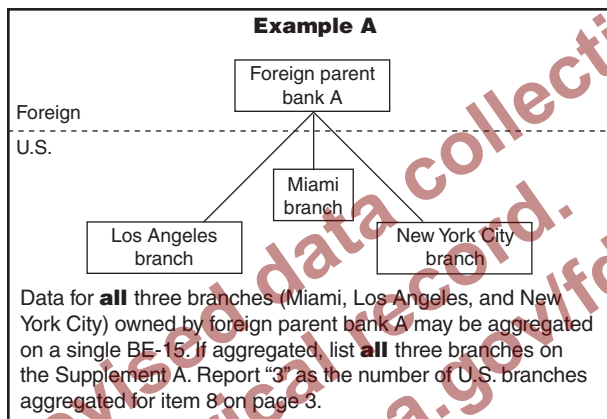 Example A
Foreign parent
bank A
Foreign
U.S.
Miami
branch
Los Angeles
branch
New York City
branch
Data for all three branches (Miami, Los Angeles, and New
York City) owned by foreign parent bank A may be aggregated
on a single BE-15. If aggregated, list all three branches on
the Supplement A. Report “3” as the number of U.S. branches
aggregated for item 8 on page 3.
data collecti
record.